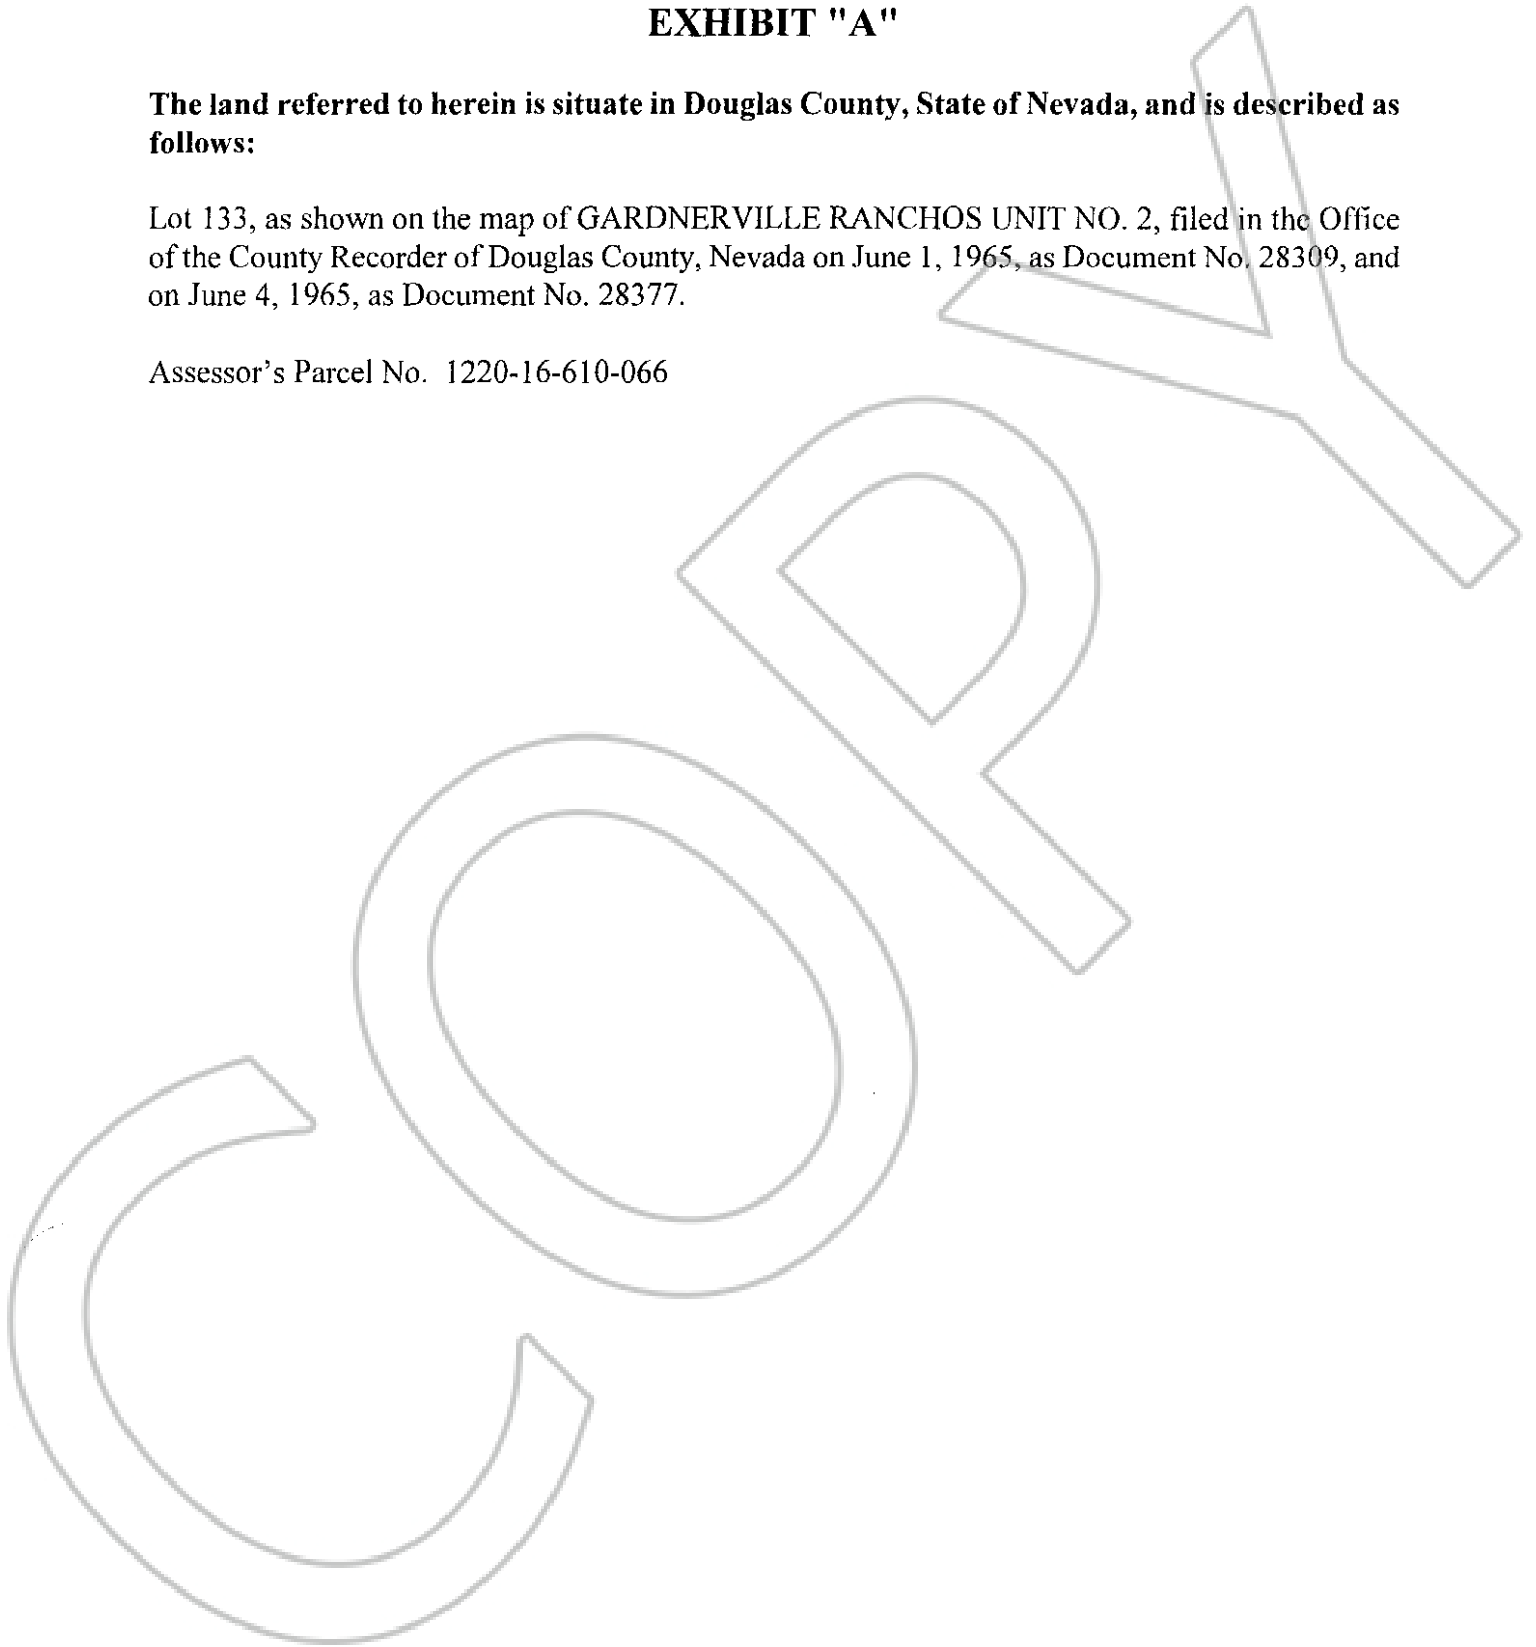 EXHIBIT "A"
The land referred to herein is situate in Douglas County, State of Nevada, and is described as
follows:
Lot 133, as shown on the map of GARDNERVILLE RANCHOS UNIT NO. 2, filed in the Office
of the County Recorder of Douglas County, Nevada on June 1, 1965, as Document No. 28309, and
on June 4, 1965, as Document No. 28377.
Assessor's Parcel No.  1220-16-610-066
COPY